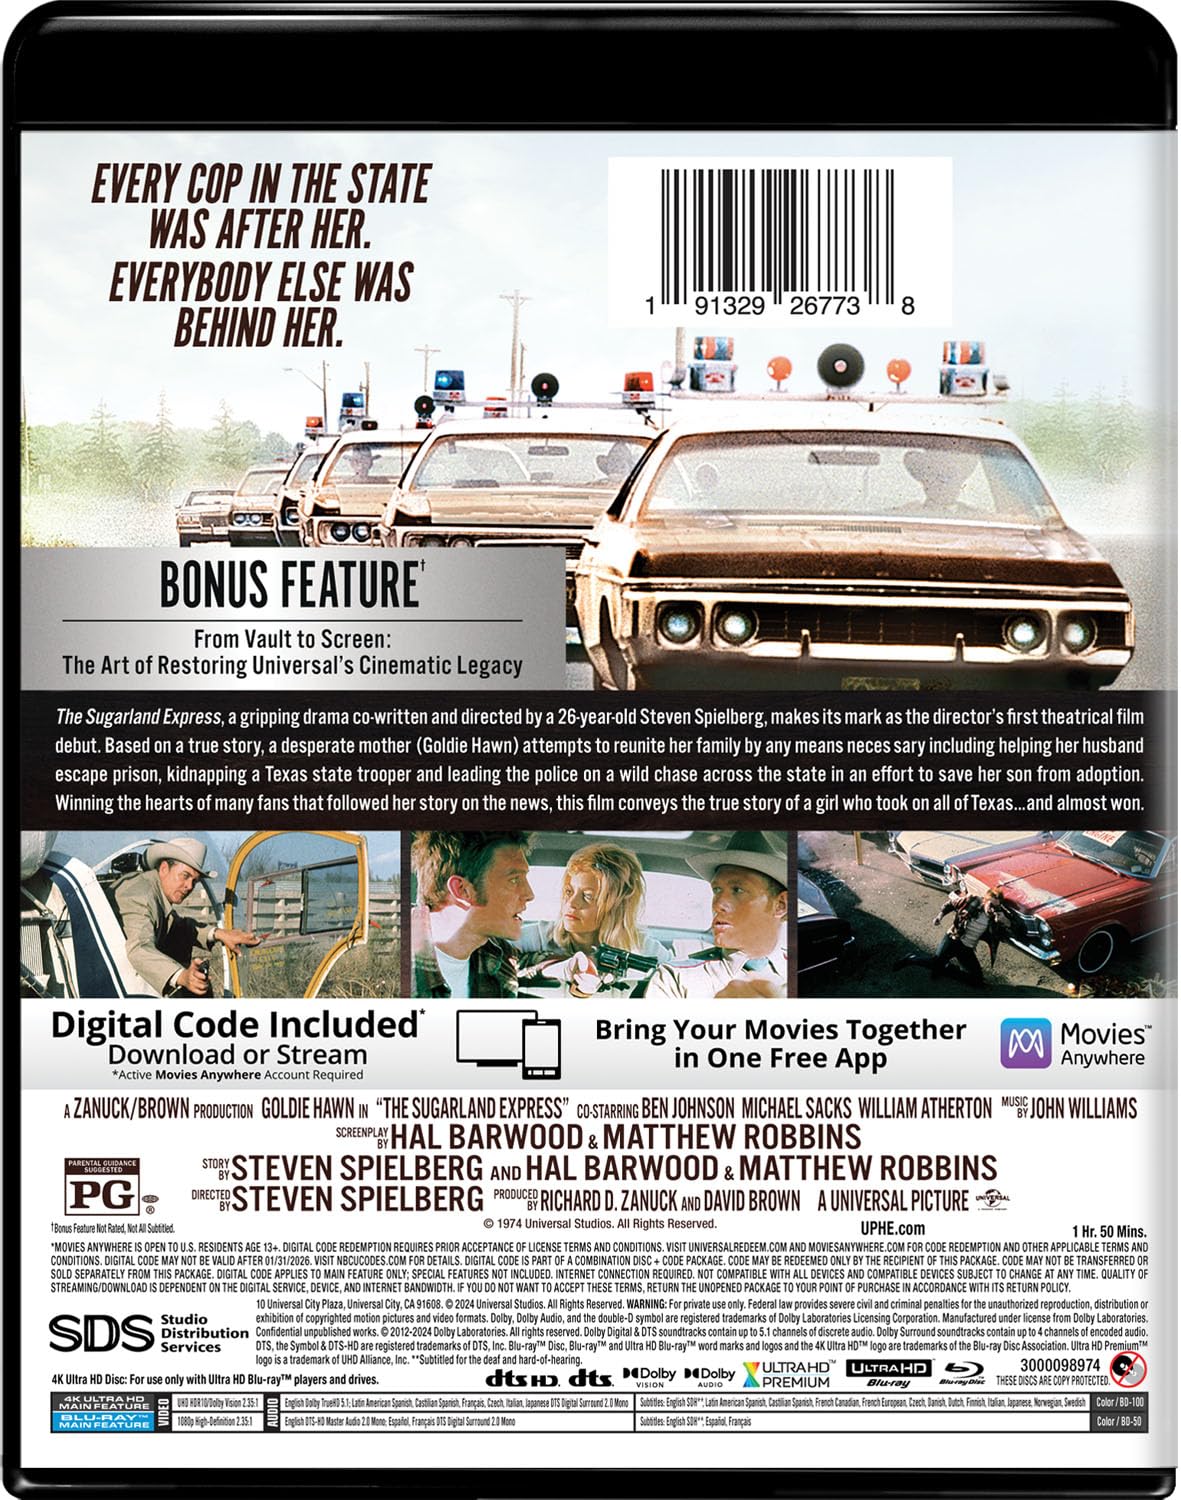 EVERY COP IN THE STATE
WAS AFTER HER.
EVERYBODY ELSE WAS
BEHIND HER.
1 91329 26773 8
BONUS FEATURE†
From Vault to Screen:
The Art of Restoring Universal's Cinematic Legacy
The Sugarland Express, a gripping drama co-written and directed by a 26-year-old Steven Spielberg, makes its mark as the director's first theatrical film
debut. Based on a true story, a desperate mother (Goldie Hawn) attempts to reunite her family by any means neces sary including helping her husband
escape prison, kidnapping a Texas state trooper and leading the police on a wild chase across the state in an effort to save her son from adoption.
Winning the hearts of many fans that followed her story on the news, this film conveys the true story of a girl who took on all of Texas...and almost won.
Digital Code Included*
Download or Stream
*Active Movies Anywhere Account Required
Bring Your Movies Together
in One Free App
Movies™
Anywhere
A ZANUCK/BROWN PRODUCTION GOLDIE HAWN IN "THE SUGARLAND EXPRESS" CO-STARRING BEN JOHNSON MICHAEL SACKS WILLIAM ATHERTON MUSIC BY JOHN WILLIAMS
SCREENPLAY BY HAL BARWOOD & MATTHEW ROBBINS
STORY BY STEVEN SPIELBERG AND HAL BARWOOD & MATTHEW ROBBINS
DIRECTED BY STEVEN SPIELBERG PRODUCED BY RICHARD D. ZANUCK AND DAVID BROWN A UNIVERSAL PICTURE UNIVERSAL
PARENTAL GUIDANCE SUGGESTED
PG ®
†Bonus Feature Not Rated, Not All Subtitled.
© 1974 Universal Studios. All Rights Reserved.
UPHE.com
1 Hr. 50 Mins.
*MOVIES ANYWHERE IS OPEN TO U.S. RESIDENTS AGE 13+. DIGITAL CODE REDEMPTION REQUIRES PRIOR ACCEPTANCE OF LICENSE TERMS AND CONDITIONS. VISIT UNIVERSALREDEEM.COM AND MOVIESANYWHERE.COM FOR CODE REDEMPTION AND OTHER APPLICABLE TERMS AND
CONDITIONS. DIGITAL CODE MAY NOT BE VALID AFTER 01/31/2026. VISIT NBCUCODES.COM FOR DETAILS. DIGITAL CODE IS PART OF A COMBINATION DISC + CODE PACKAGE. CODE MAY BE REDEEMED ONLY BY THE RECIPIENT OF THIS PACKAGE. CODE MAY NOT BE TRANSFERRED OR
SOLD SEPARATELY FROM THIS PACKAGE. DIGITAL CODE APPLIES TO MAIN FEATURE ONLY; SPECIAL FEATURES NOT INCLUDED. INTERNET CONNECTION REQUIRED. NOT COMPATIBLE WITH ALL DEVICES AND COMPATIBLE DEVICES SUBJECT TO CHANGE AT ANY TIME. QUALITY OF
STREAMING/DOWNLOAD IS DEPENDENT ON THE DIGITAL SERVICE, DEVICE, AND INTERNET BANDWIDTH. IF YOU DO NOT WANT TO ACCEPT THESE TERMS, RETURN THE UNOPENED PACKAGE TO YOUR POINT OF PURCHASE IN ACCORDANCE WITH ITS RETURN POLICY.
SDS Studio
Distribution
Services
10 Universal City Plaza, Universal City, CA 91608. © 2024 Universal Studios. All Rights Reserved. WARNING: For private use only. Federal law provides severe civil and criminal penalties for the unauthorized reproduction, distribution or
exhibition of copyrighted motion pictures and video formats. Dolby, Dolby Audio, and the double-D symbol are registered trademarks of Dolby Laboratories Licensing Corporation. Manufactured under license from Dolby Laboratories.
Confidential unpublished works. © 2012-2024 Dolby Laboratories. All rights reserved. Dolby Digital & DTS soundtracks contain up to 5.1 channels of discrete audio. Dolby Surround soundtracks contain up to 4 channels of encoded audio.
DTS, the Symbol & DTS-HD are registered trademarks of DTS, Inc. Blu-ray™ Disc, Blu-ray™ and Ultra HD Blu-ray™ word marks and logos and the 4K Ultra HD™ logo are trademarks of the Blu-ray Disc Association. Ultra HD Premium™
logo is a trademark of UHD Alliance, Inc. **Subtitled for the deaf and hard-of-hearing.
4K Ultra HD Disc: For use only with Ultra HD Blu-ray™ players and drives.
dts HD. dts. Dolby VISION Dolby AUDIO ULTRA HD™ PREMIUM ULTRA HD Blu-ray Blu-ray Disc
3000098974
THESE DISCS ARE COPY PROTECTED.
4K ULTRA HD MAIN FEATURE VIDEO UHD HDR10/Dolby Vision 2.35:1 AUDIO English Dolby TrueHD 5.1; Latin American Spanish, Castilian Spanish, Français, Czech, Italian, Japanese DTS Digital Surround 2.0 Mono Subtitles: English SDH**, Latin American Spanish, Castilian Spanish, French Canadian, French European, Czech, Danish, Dutch, Finnish, Italian, Japanese, Norwegian, Swedish Color / BD-100
BLU-RAY™ MAIN FEATURE 1080p High-Definition 2.35:1 English DTS-HD Master Audio 2.0 Mono; Español, Français DTS Digital Surround 2.0 Mono Subtitles: English SDH**, Español, Français Color / BD-50